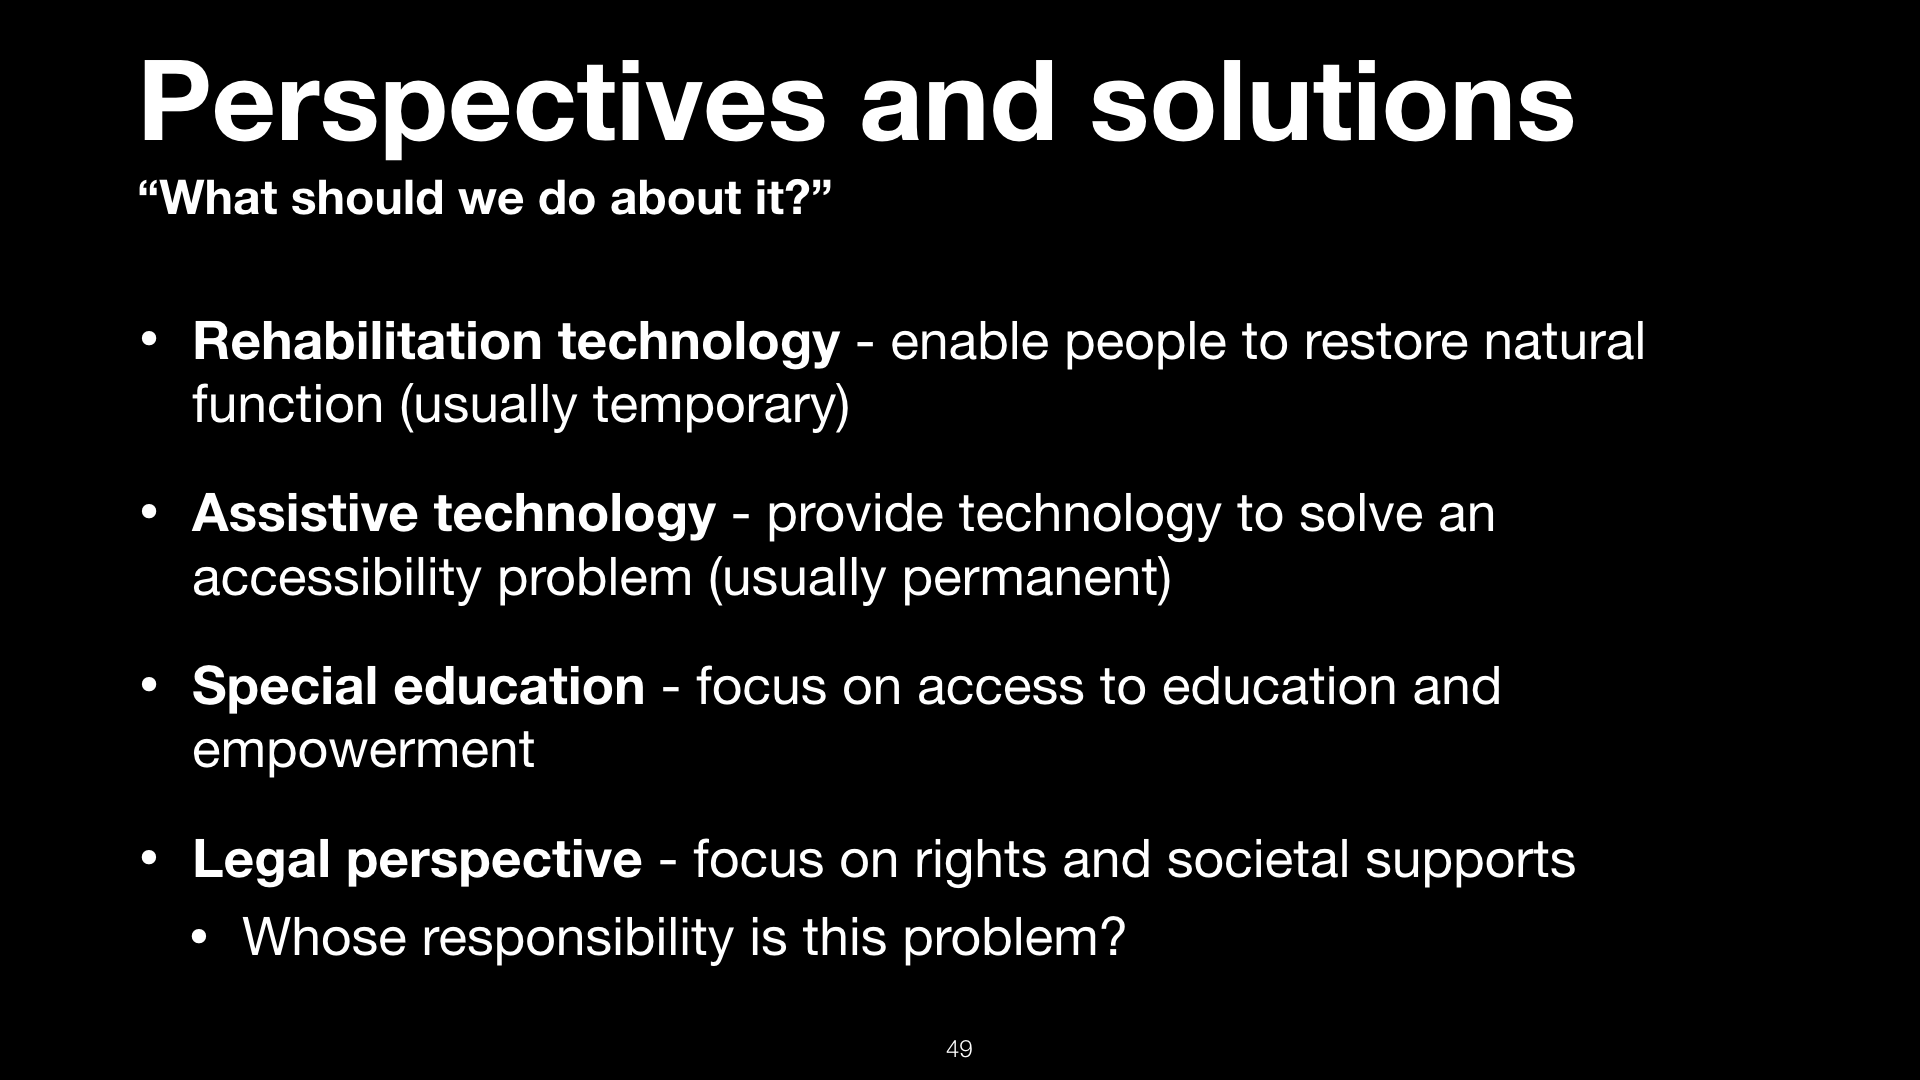 Perspectives and solutions
“What should we do about it?”
• Rehabilitation technology - enable people to restore natural
function (usually temporary)
• Assistive technology - provide technology to solve an
accessibility problem (usually permanent)
• Special education - focus on access to education and
empowerment
• Legal perspective - focus on rights and societal supports
• Whose responsibility is this problem?
49